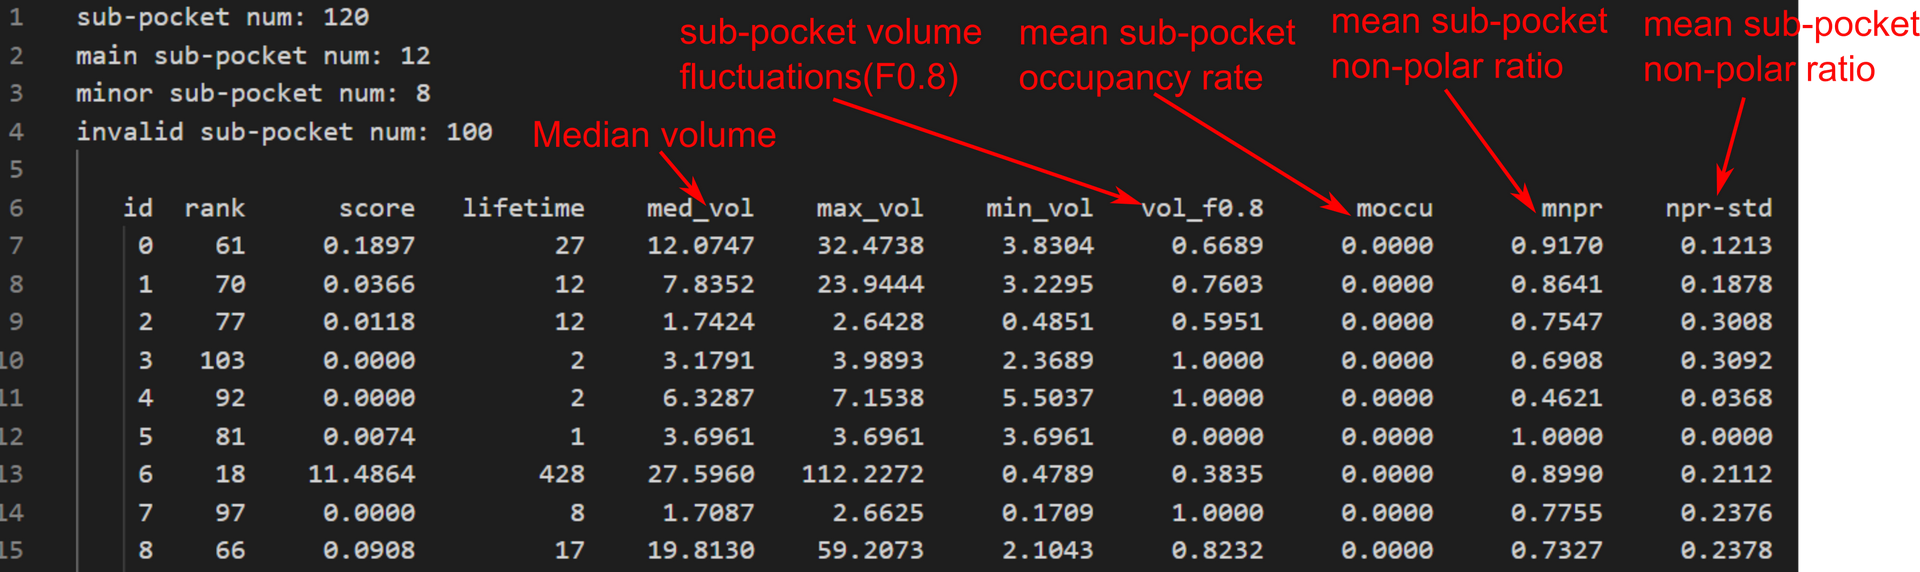 1 sub-pocket num: 120
2 main sub-pocket num: 12
3 minor sub-pocket num: 8
4 invalid sub-pocket num: 100
5
sub-pocket volume
fluctuations(F0.8)
mean sub-pocket
occupancy rate
mean sub-pocket
non-polar ratio
mean sub-pocket
non-polar ratio
Median volume
6 id rank score lifetime med_vol max_vol min_vol vol_f0.8 moccu mnpr npr-std
7 0 61 0.1897 27 12.0747 32.4738 3.8304 0.6689 0.0000 0.9170 0.1213
8 1 70 0.0366 12 7.8352 23.9444 3.2295 0.7603 0.0000 0.8641 0.1878
9 2 77 0.0118 12 1.7424 2.6428 0.4851 0.5951 0.0000 0.7547 0.3008
10 3 103 0.0000 2 3.1791 3.9893 2.3689 1.0000 0.0000 0.6908 0.3092
11 4 92 0.0000 2 6.3287 7.1538 5.5037 1.0000 0.0000 0.4621 0.0368
12 5 81 0.0074 1 3.6961 3.6961 3.6961 0.0000 0.0000 1.0000 0.0000
13 6 18 11.4864 428 27.5960 112.2272 0.4789 0.3835 0.0000 0.8990 0.2112
14 7 97 0.0000 8 1.7087 2.6625 0.1709 1.0000 0.0000 0.7755 0.2376
15 8 66 0.0908 17 19.8130 59.2073 2.1043 0.8232 0.0000 0.7327 0.2378